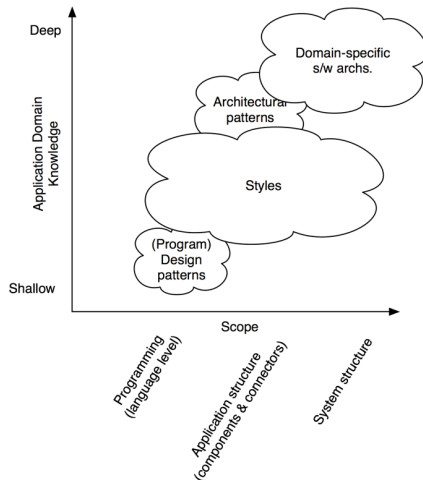 Deep
Domain-specific
s/w archs.
Architectural
patterns
Application Domain
Knowledge
Styles
(Program)
Design
patterns
Shallow
Scope
Programming
(language level)
Application structure
(components & connectors)
System structure